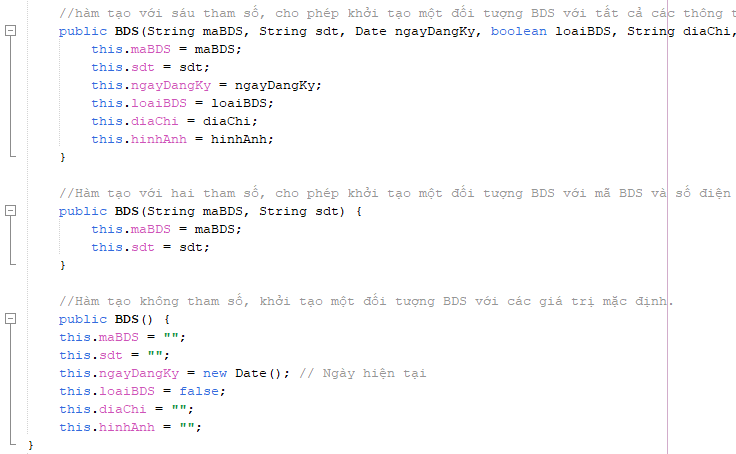 //hàm tạo với sáu tham số, cho phép khởi tạo một đối tượng BDS với tất cả các thông
public BDS(String maBDS, String sdt, Date ngayDangKy, boolean loaiBDS, String diaChi,
this.maBDS = maBDS;
this.sdt = sdt;
this.ngayDangKy = ngayDangKy;
this.loaiBDS = loaiBDS;
this.diaChi = diaChi;
this.hinhAnh = hinhAnh;
}
//Hàm tạo với hai tham số, cho phép khởi tạo một đối tượng BDS với mã BDS và số điện
public BDS(String maBDS, String sdt) {
this.maBDS = maBDS;
this.sdt = sdt;
}
//Hàm tạo không tham số, khởi tạo một đối tượng BDS với các giá trị mặc định.
public BDS() {
this.maBDS = "";
this.sdt = "";
this.ngayDangKy = new Date(); // Ngày hiện tại
this.loaiBDS = false;
this.diaChi = "";
this.hinhAnh = "";
}